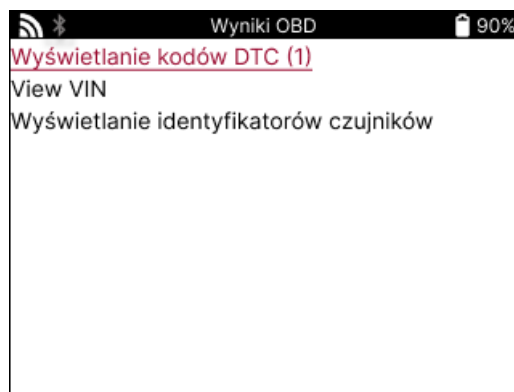 Wyniki OBD 90%
Wyświetlanie kodów DTC (1)
View VIN
Wyświetlanie identyfikatorów czujników